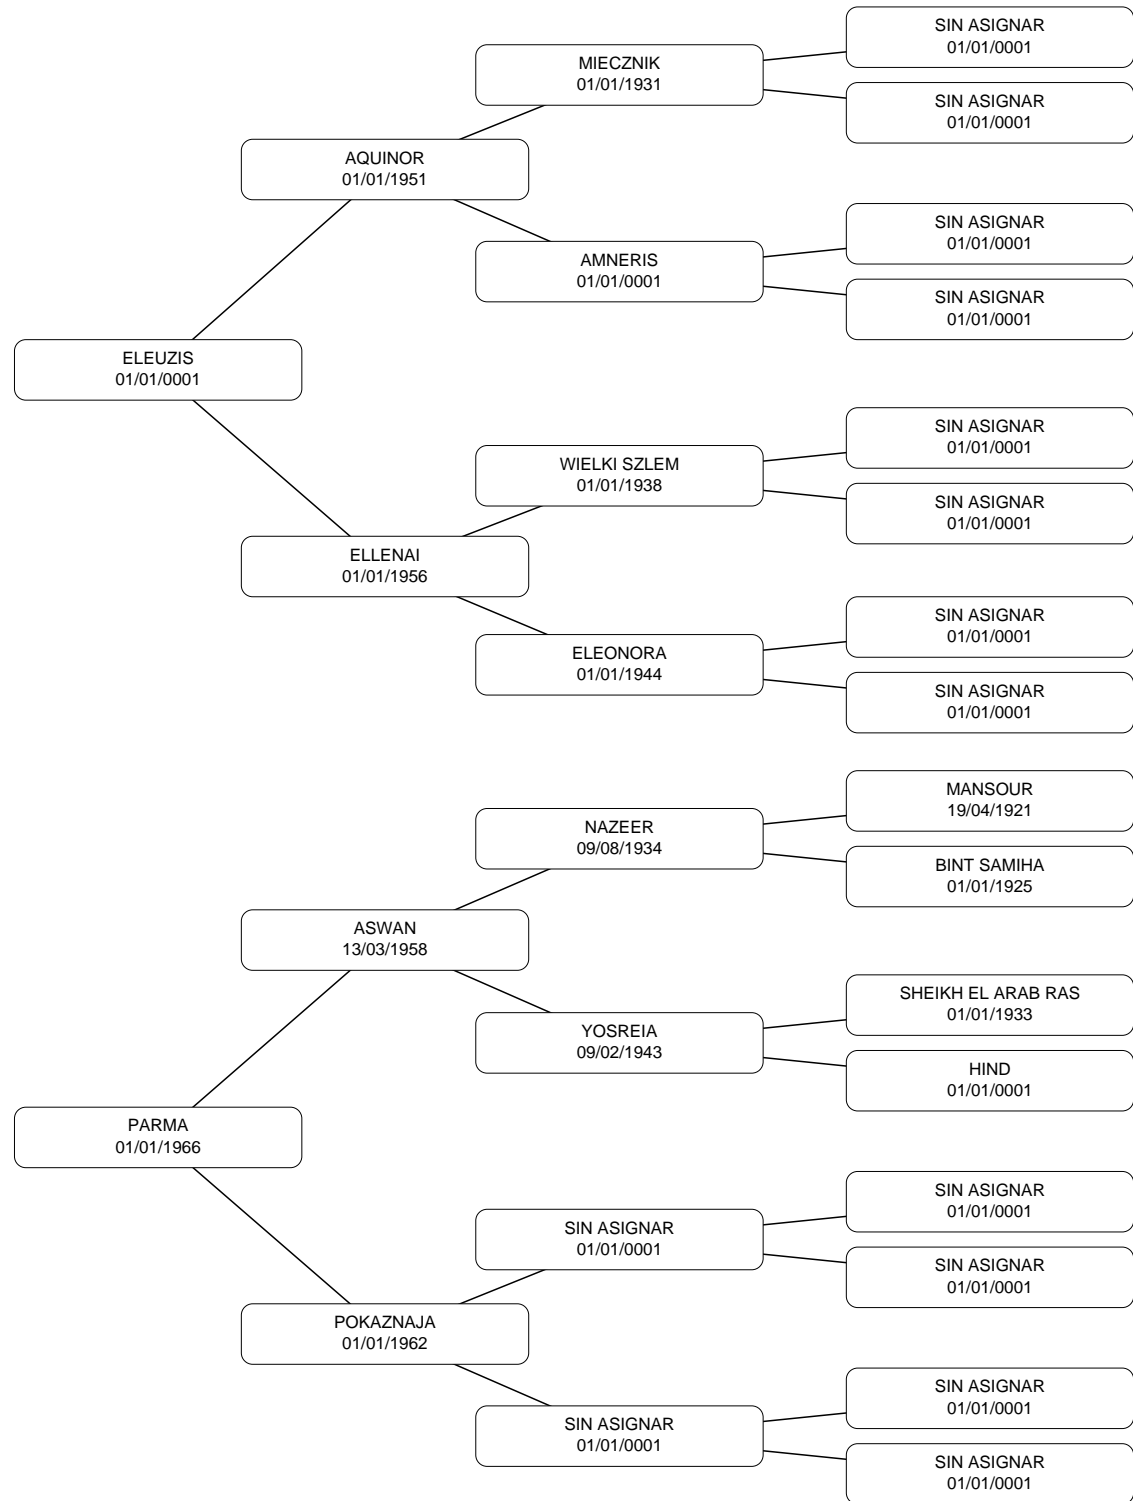 SIN ASIGNAR
01/01/0001
MIECZNIK
01/01/1931
SIN ASIGNAR
01/01/0001
AQUINOR
01/01/1951
SIN ASIGNAR
01/01/0001
AMNERIS
01/01/0001
SIN ASIGNAR
01/01/0001
ELEUZIS
01/01/0001
SIN ASIGNAR
01/01/0001
WIELKI SZLEM
01/01/1938
SIN ASIGNAR
01/01/0001
ELLENAI
01/01/1956
SIN ASIGNAR
01/01/0001
ELEONORA
01/01/1944
SIN ASIGNAR
01/01/0001
MANSOUR
19/04/1921
NAZEER
09/08/1934
BINT SAMIHA
01/01/1925
ASWAN
13/03/1958
SHEIKH EL ARAB RAS
01/01/1933
YOSREIA
09/02/1943
HIND
01/01/0001
PARMA
01/01/1966
SIN ASIGNAR
01/01/0001
SIN ASIGNAR
01/01/0001
SIN ASIGNAR
01/01/0001
POKAZNAJA
01/01/1962
SIN ASIGNAR
01/01/0001
SIN ASIGNAR
01/01/0001
SIN ASIGNAR
01/01/0001